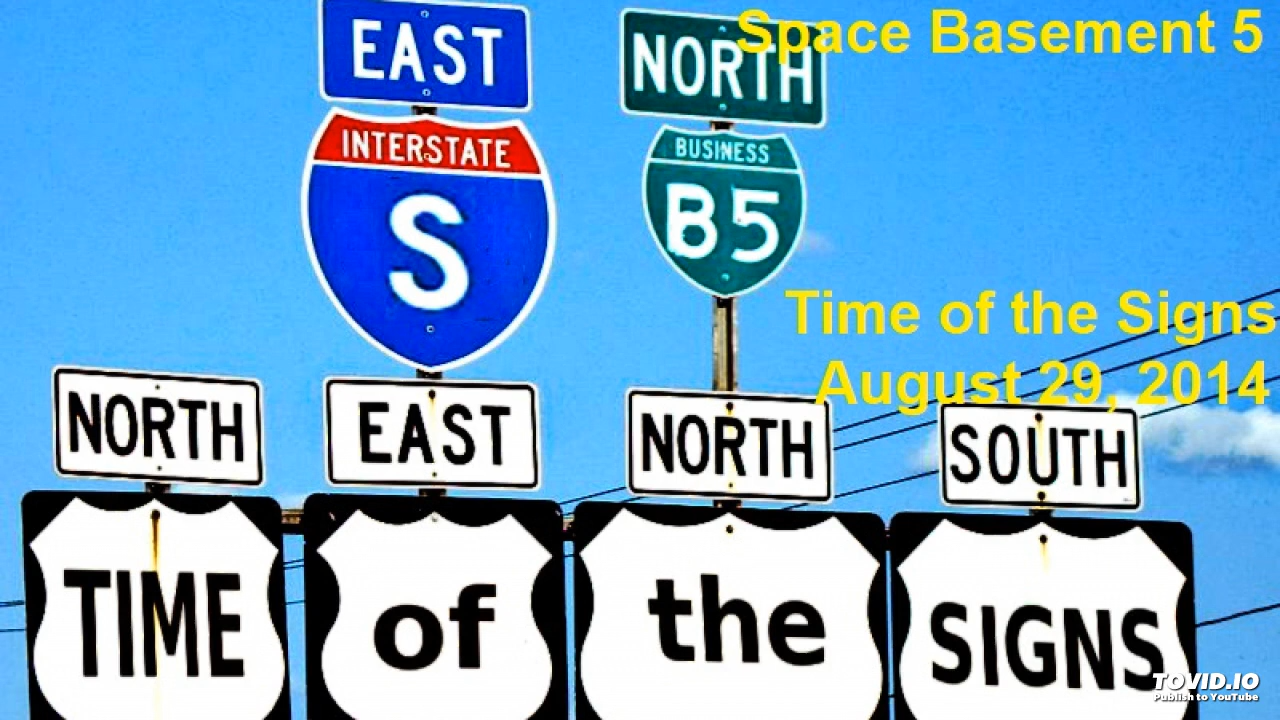 Space Basement 5
EAST
NORTH
INTERSTATE
S
BUSINESS
B5
Time of the Signs
August 29, 2014
NORTH
EAST
NORTH
SOUTH
TIME
of
the
SIGNS
TOVID.IO
Publish to YouTube